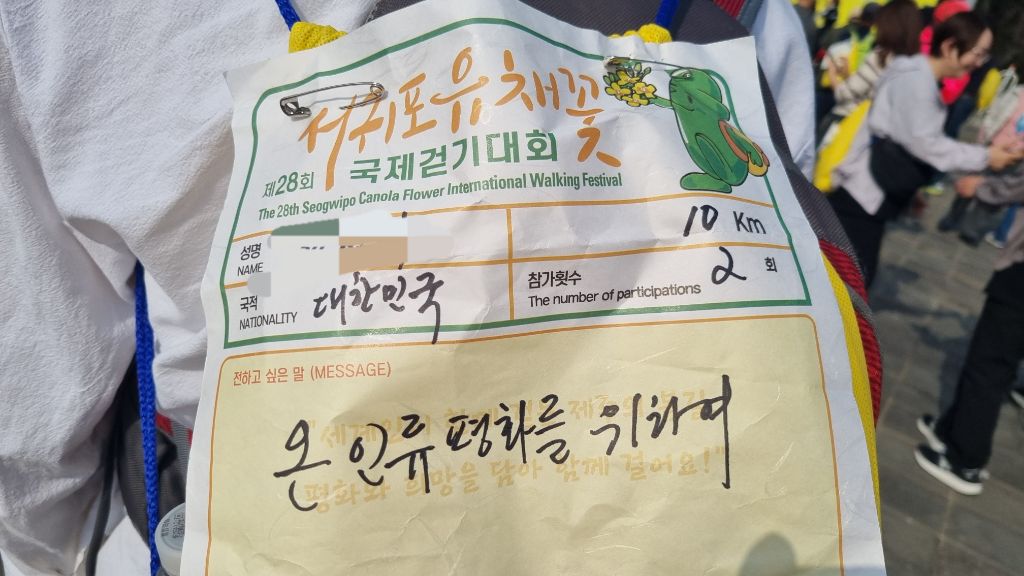 서귀포유채꽃
제28회 국제걷기대회
The 28th Seogwipo Canola Flower International Walking Festival
성명
NAME
10 Km
국적
NATIONALITY 대한민국
참가횟수
The number of participations 2 회
전하고 싶은 말 (MESSAGE)
온 인류 평화를 위하여
평화와 희망을 담아 함께 걸어요!"